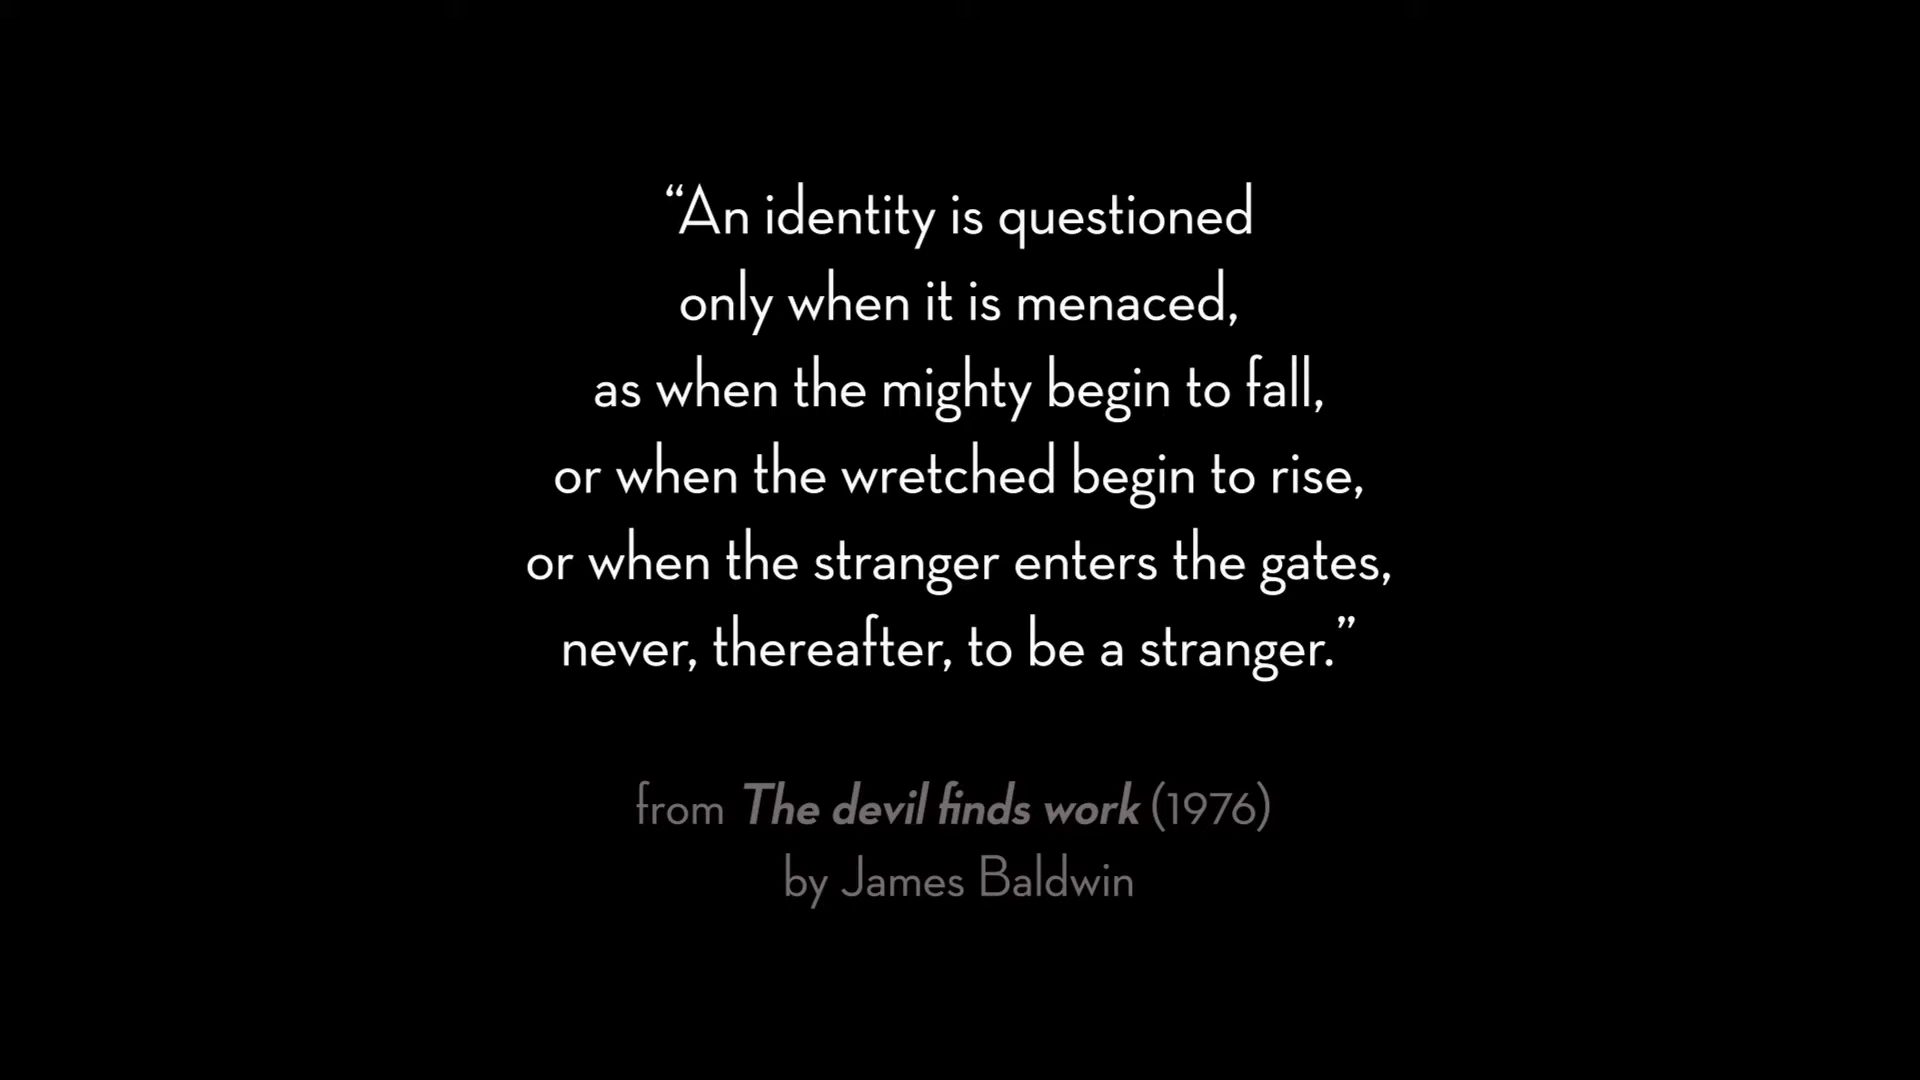 “An identity is questioned
only when it is menaced,
as when the mighty begin to fall,
or when the wretched begin to rise,
or when the stranger enters the gates,
never, thereafter, to be a stranger.”
from The devil finds work (1976)
by James Baldwin